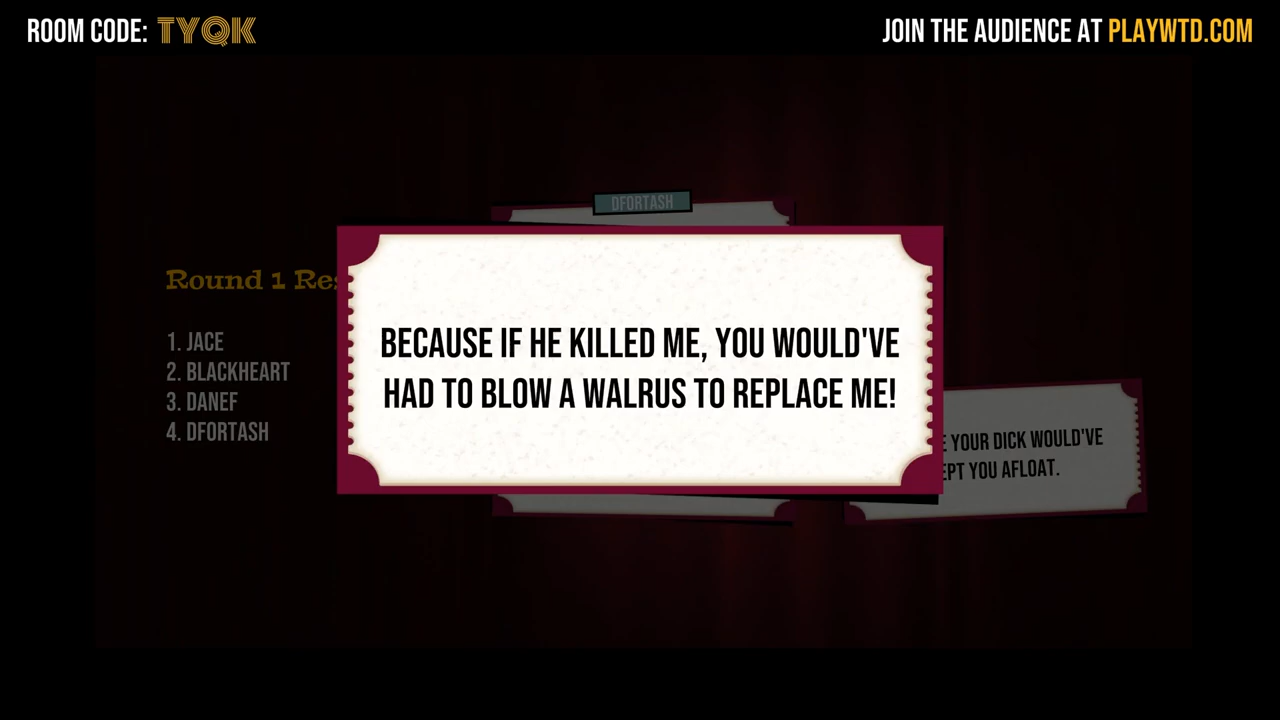 ROOM CODE: TYQK
JOIN THE AUDIENCE AT PLAYWTD.COM
DFORTASH
Round 1
1. JACE
2. BLACKHEART
3. DANEF
4. DFORTASH
BECAUSE IF HE KILLED ME, YOU WOULD'VE
HAD TO BLOW A WALRUS TO REPLACE ME!
YOUR DICK WOULD'VE
YOU AFLOAT.